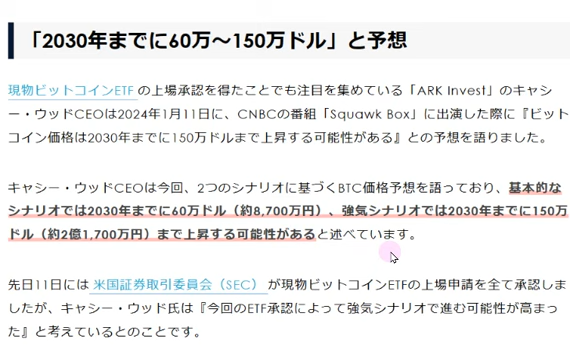 「2030年までに60万〜150万ドル」と予想
現物ビットコインETFの上場承認を得たことでも注目を集めている「ARK Invest」のキャシ
ー・ウッドCEOは2024年1月11日に、CNBCの番組「Squawk Box」に出演した際に『ビット
コイン価格は2030年までに150万ドルまで上昇する可能性がある』との予想を語りました。
キャシー・ウッドCEOは今回、2つのシナリオに基づくBTC価格予想を語っており、基本的な
シナリオでは2030年までに60万ドル（約8,700万円）、強気シナリオでは2030年までに150万
ドル（約2億1,700万円）まで上昇する可能性があると述べています。
先日11日には米国証券取引委員会（SEC）が現物ビットコインETFの上場申請を全て承認しま
したが、キャシー・ウッド氏は『今回のETF承認によって強気シナリオで進む可能性が高まっ
た』と考えているとのことです。